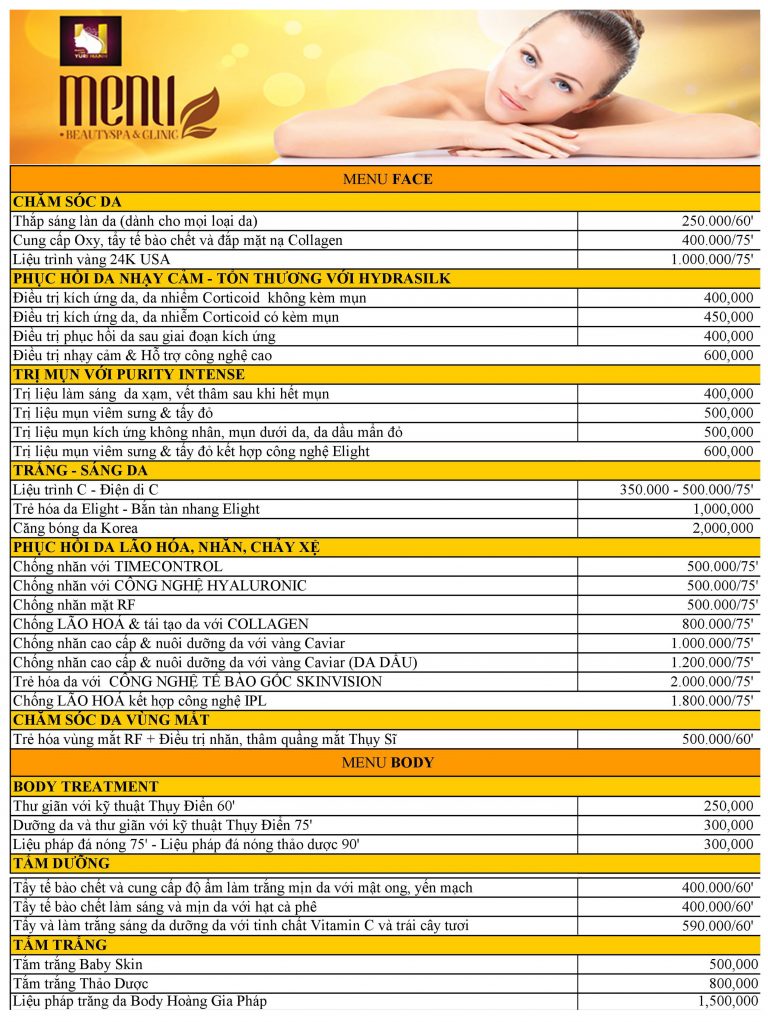 YURI HANNI
menu
• BEAUTYSPA & CLINIC
MENU FACE
CHĂM SÓC DA
Thắp sáng làn da (dành cho mọi loại da) 250.000/60'
Cung cấp Oxy, tẩy tế bào chết và đắp mặt nạ Collagen 400.000/75'
Liệu trình vàng 24K USA 1.000.000/75'
PHỤC HỒI DA NHẠY CẢM - TỔN THƯƠNG VỚI HYDRASILK
Điều trị kích ứng da, da nhiểm Corticoid không kèm mụn 400,000
Điều trị kích ứng da, da nhiễm Corticoid có kèm mụn 450,000
Điều trị phục hồi da sau giai đoạn kích ứng 400,000
Điều trị nhạy cảm & Hỗ trợ công nghệ cao 600,000
TRỊ MỤN VỚI PURITY INTENSE
Trị liệu làm sáng da xạm, vết thâm sau khi hết mụn 400,000
Trị liệu mụn viêm sưng & tấy đỏ 500,000
Trị liệu mụn kích ứng không nhân, mụn dưới da, da dầu mẩn đỏ 500,000
Trị liệu mụn viêm sưng & tấy đỏ kết hợp công nghệ Elight 600,000
TRẮNG - SÁNG DA
Liệu trình C - Điện di C 350.000 - 500.000/75'
Trẻ hóa da Elight - Bắn tàn nhang Elight 1,000,000
Căng bóng da Korea 2,000,000
PHỤC HỒI DA LÃO HÓA, NHĂN, CHẢY XỆ
Chống nhăn với TIMECONTROL 500.000/75'
Chống nhăn với CÔNG NGHỆ HYALURONIC 500.000/75'
Chống nhăn mặt RF 500.000/75'
Chống LÃO HOÁ & tái tạo da với COLLAGEN 800.000/75'
Chống nhăn cao cấp & nuôi dưỡng da với vàng Caviar 1.000.000/75'
Chống nhăn cao cấp & nuôi dưỡng da với vàng Caviar (DA DẦU) 1.200.000/75'
Trẻ hóa da với CÔNG NGHỆ TẾ BÀO GỐC SKINVISION 2.000.000/75'
Chống LÃO HOÁ kết hợp công nghệ IPL 1.800.000/75'
CHĂM SÓC DA VÙNG MẮT
Trẻ hóa vùng mắt RF + Điều trị nhăn, thâm quầng mắt Thụy Sĩ 500.000/60'
MENU BODY
BODY TREATMENT
Thư giãn với kỹ thuật Thụy Điển 60' 250,000
Dưỡng da và thư giãn với kỹ thuật Thụy Điển 75' 300,000
Liệu pháp đá nóng 75' - Liệu pháp đá nóng thảo dược 90' 300,000
TẮM DƯỠNG
Tẩy tế bào chết và cung cấp độ ẩm làm trắng mịn da với mật ong, yến mạch 400.000/60'
Tẩy tế bào chết làm sáng và mịn da với hạt cà phê 400.000/60'
Tẩy và làm trắng sáng da dưỡng da với tinh chất Vitamin C và trái cây tươi 590.000/60'
TẮM TRẮNG
Tắm trắng Baby Skin 500,000
Tắm trắng Thảo Dược 800,000
Liệu pháp trăng da Body Hoàng Gia Pháp 1,500,000